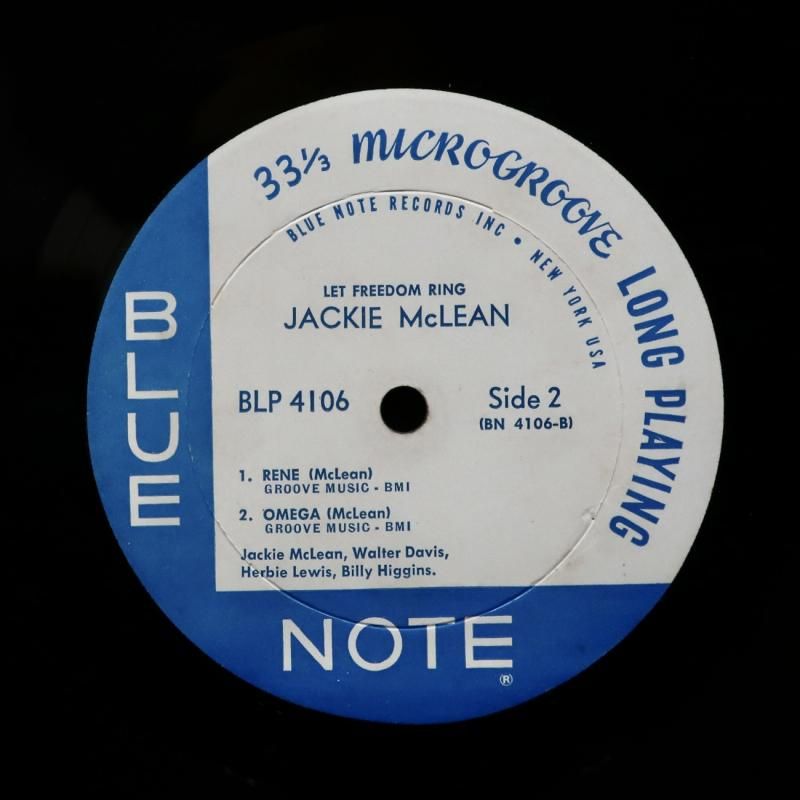 33⅓ MICROGROOVE LONG PLAYING
BLUE NOTE RECORDS INC • NEW YORK USA
LET FREEDOM RING
JACKIE McLEAN
BLP 4106
Side 2
(BN 4106-B)
1. RENE (McLean)
GROOVE MUSIC - BMI
2. OMEGA (McLean)
GROOVE MUSIC - BMI
Jackie McLean, Walter Davis,
Herbie Lewis, Billy Higgins.
BLUE
NOTE
®